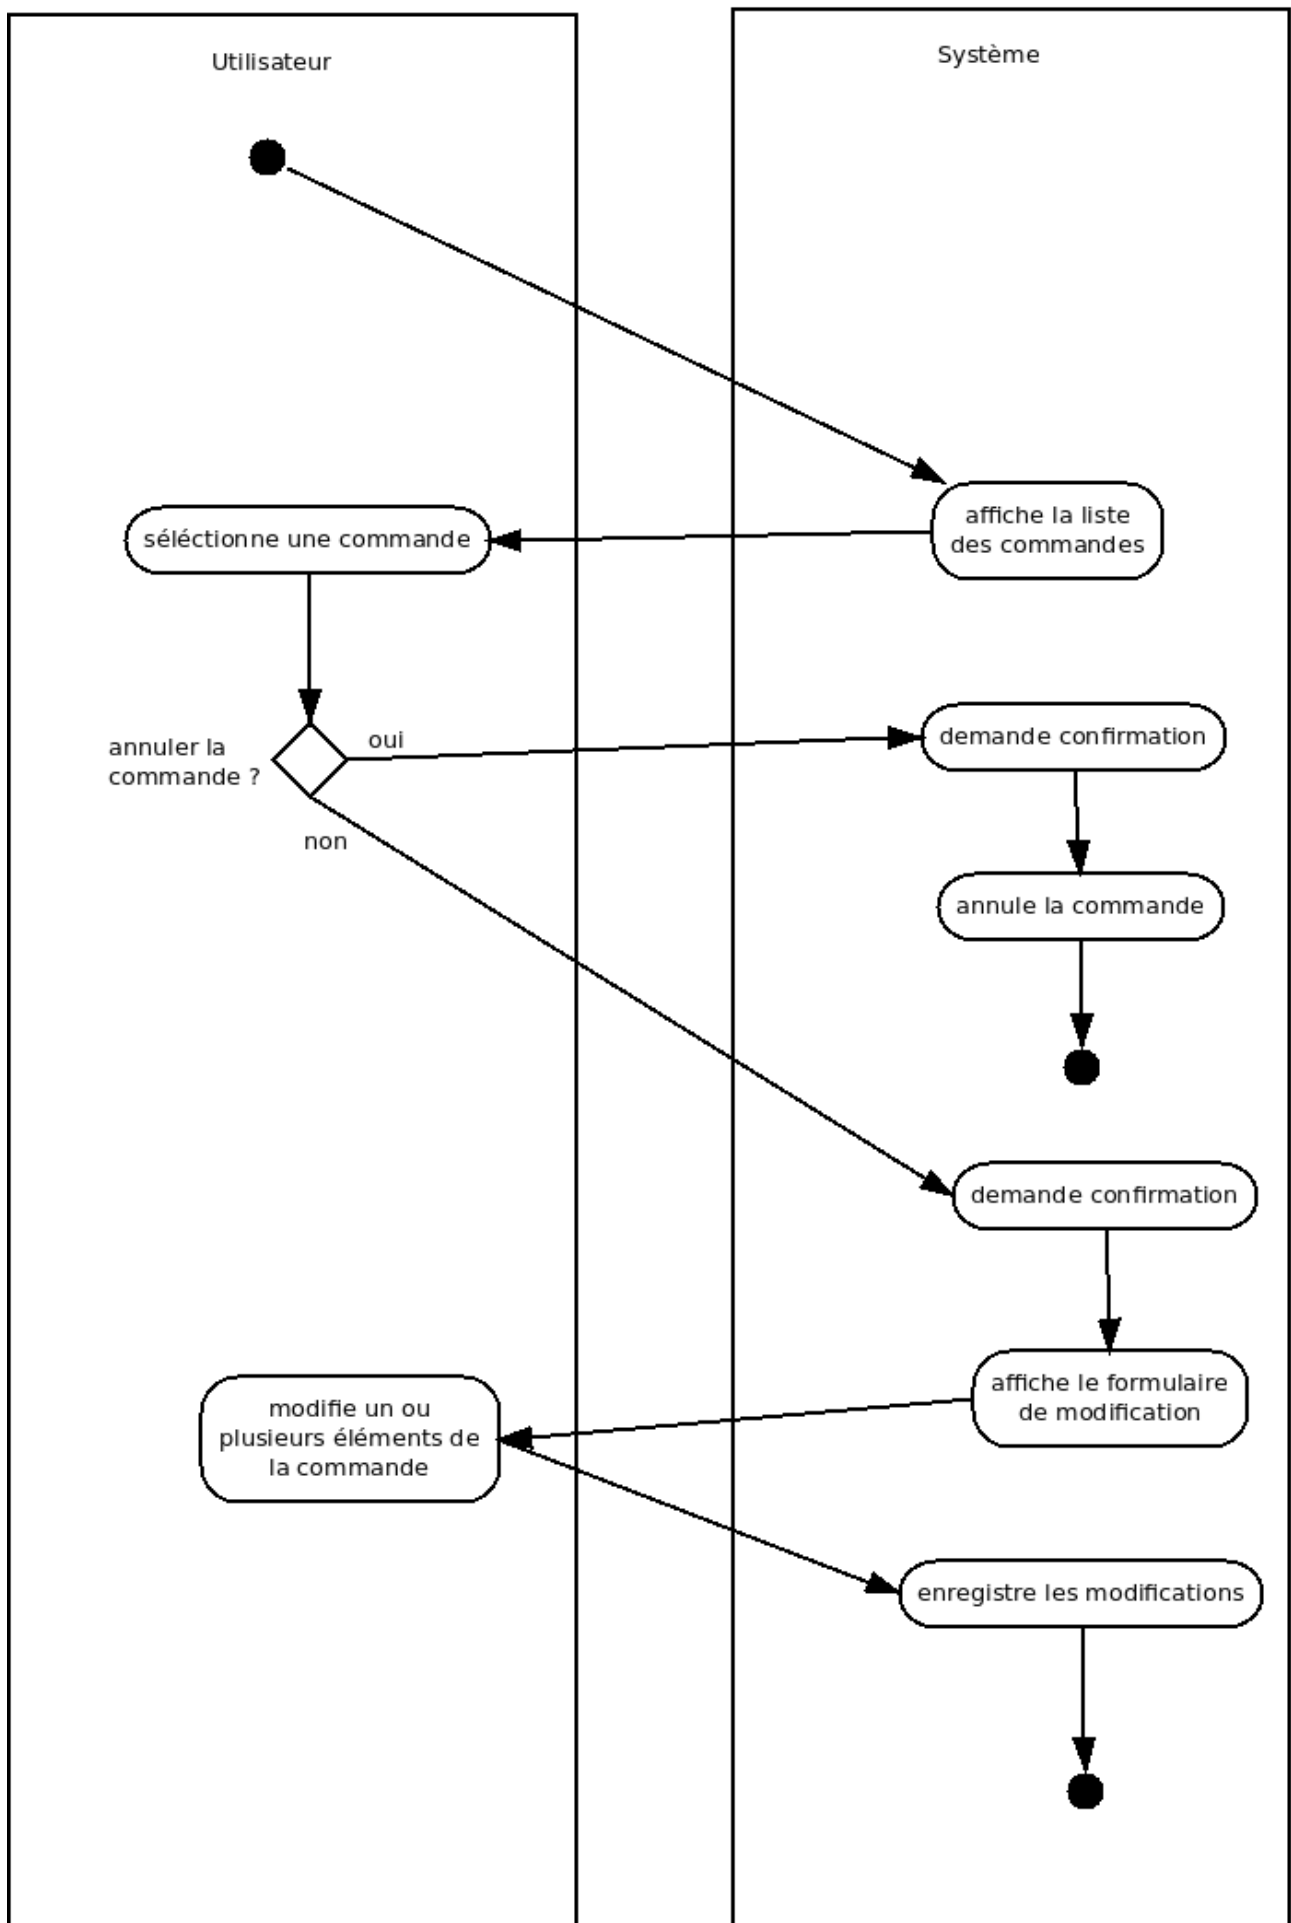 Utilisateur
Système
affiche la liste
des commandes
séléctionne une commande
annuler la
commande ?
oui
non
demande confirmation
annule la commande
demande confirmation
affiche le formulaire
de modification
modifie un ou
plusieurs éléments de
la commande
enregistre les modifications